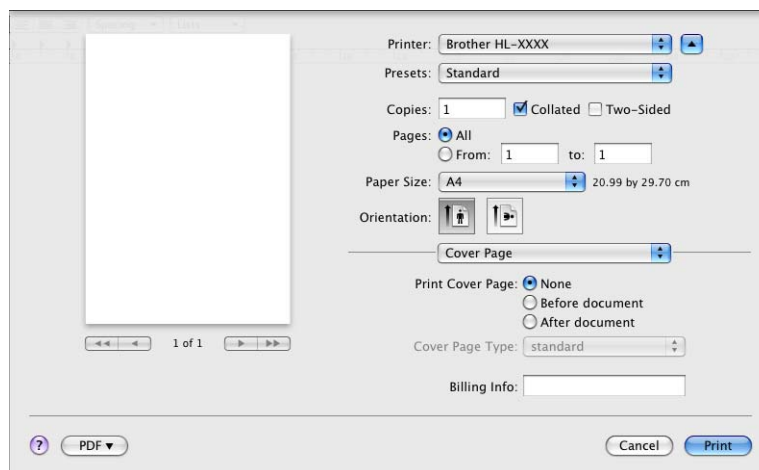 Spacing Lists
Printer: Brother HL-XXXX
Presets: Standard
Copies: 1 Collated Two-Sided
Pages: All
From: 1 to: 1
Paper Size: A4 20.99 by 29.70 cm
Orientation:
Cover Page
Print Cover Page: None
Before document
After document
Cover Page Type: standard
Billing Info:
1 of 1
? PDF Cancel Print